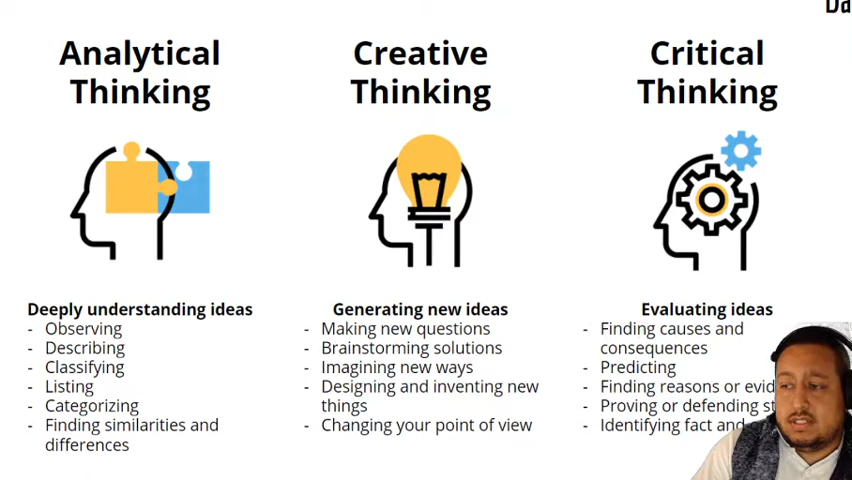 Analytical
Thinking
Creative
Thinking
Critical
Thinking
Deeply understanding ideas
- Observing
- Describing
- Classifying
- Listing
- Categorizing
- Finding similarities and
differences
Generating new ideas
- Making new questions
- Brainstorming solutions
- Imagining new ways
- Designing and inventing new
things
- Changing your point of view
Evaluating ideas
- Finding causes and
consequences
- Predicting
- Finding reasons or
- Proving or defending
- Identifying fact and